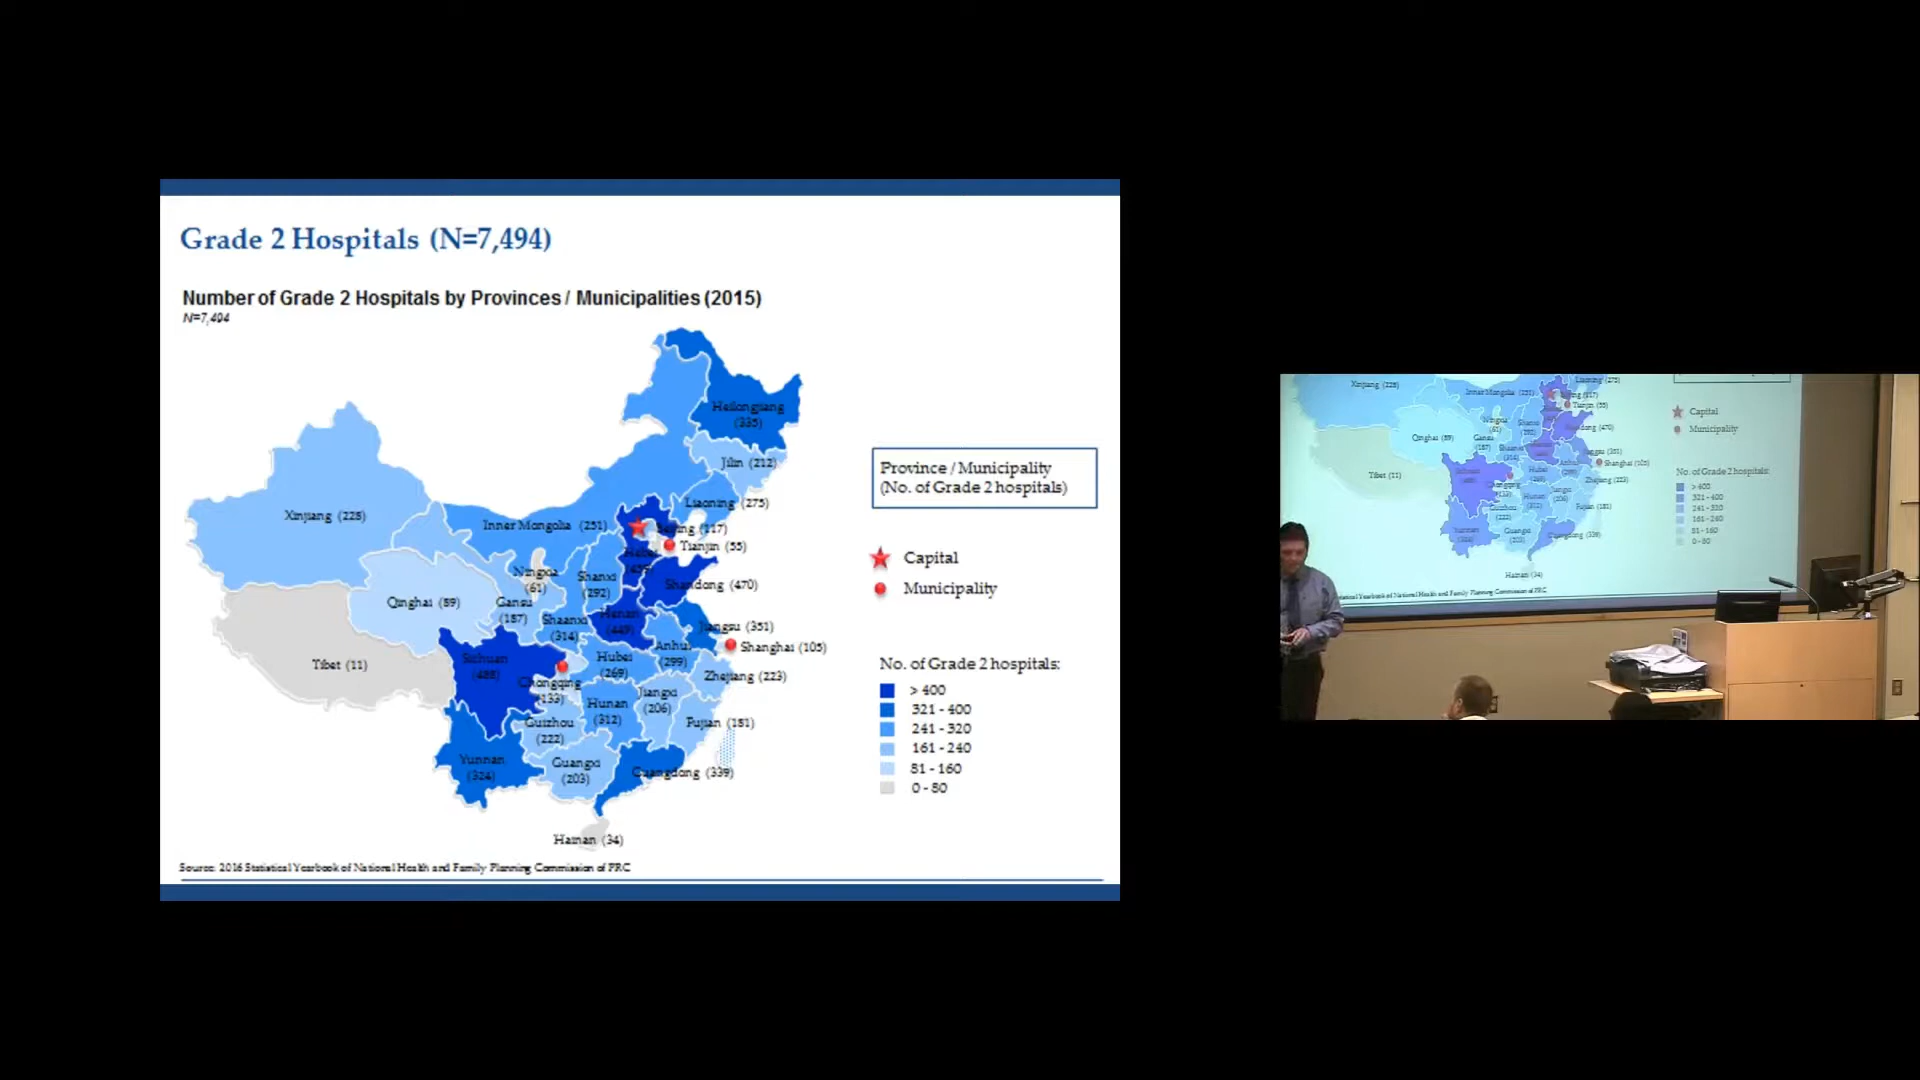 Grade 2 Hospitals (N=7,494)
Number of Grade 2 Hospitals by Provinces / Municipalities (2015)
N=7,494
Heilongjiang
(335)
Jilin (212)
Liaoning (275)
Xinjiang (228)
Inner Mongolia (251)
Beijing (117)
Tianjin (55)
Hebei
Ningxia
(61)
Shanxi
(292)
Shandong (470)
Qinghai (89)
Gansu
(187)
Shaanxi
(314)
Henan
(449)
Jiangsu (351)
Shanghai (105)
Tibet (11)
Sichuan
(488)
Chongqing
(133)
Hubei
(269)
Anhui
(299)
Zhejiang (223)
Hunan
(312)
Jiangxi
(206)
Fujian (181)
Guizhou
(222)
Yunnan
(324)
Guangxi
(203)
Guangdong (339)
Hainan (34)
Province / Municipality
(No. of Grade 2 hospitals)
Capital
Municipality
No. of Grade 2 hospitals:
> 400
321 - 400
241 - 320
161 - 240
81 - 160
0 - 80
Source: 2016 Statistical Yearbook of National Health and Family Planning Commission of PRC